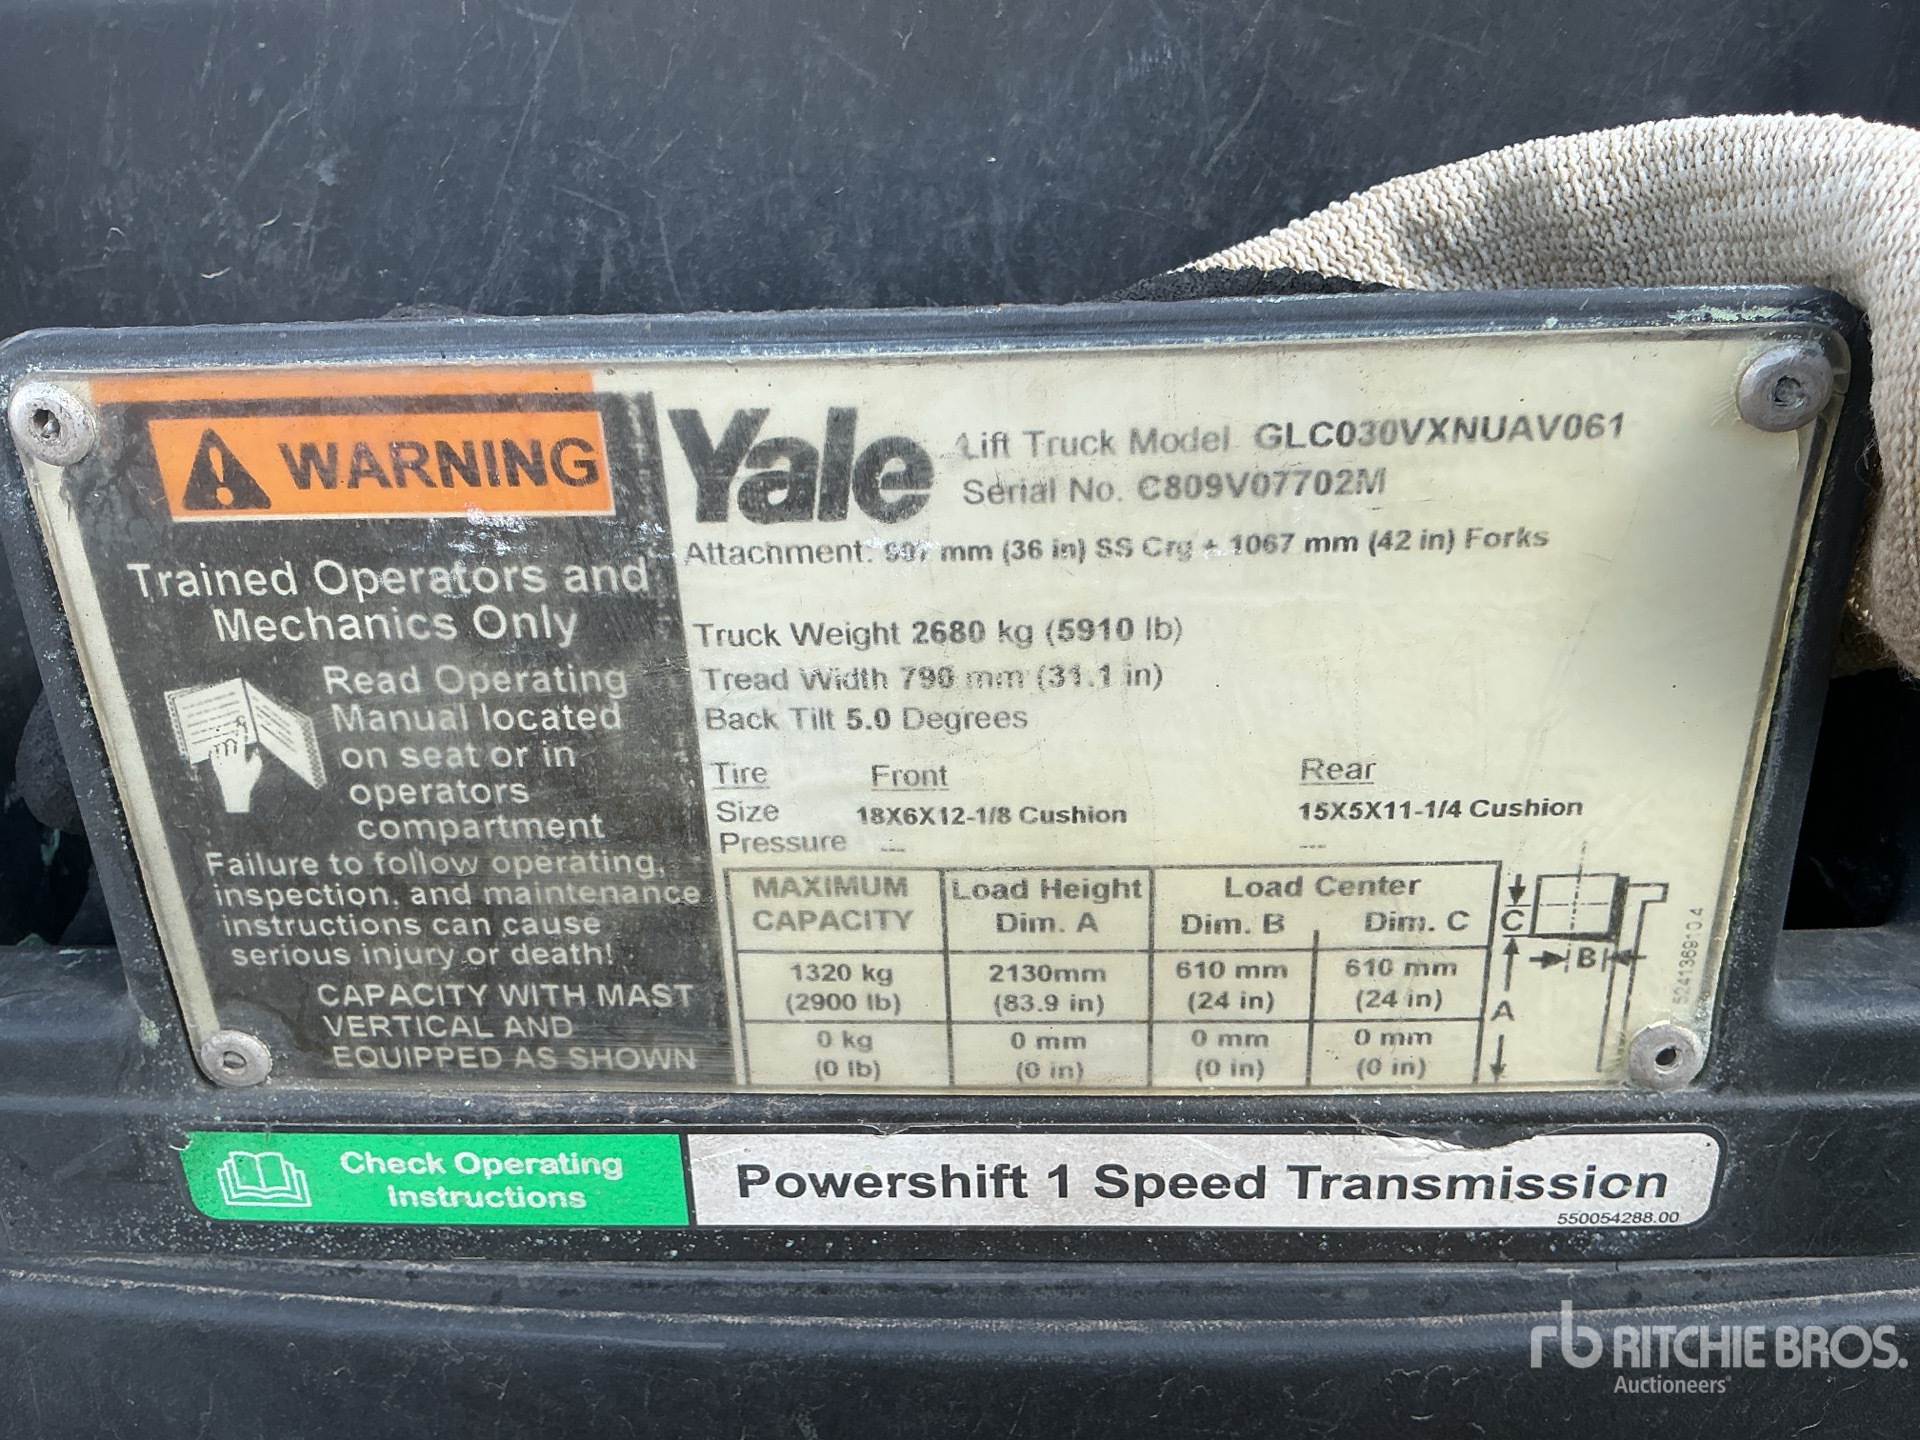 WARNING
Trained Operators and
Mechanics Only
Read Operating
Manual located
on seat or in
operators
compartment
Failure to follow operating,
inspection, and maintenance
instructions can cause
serious injury or death!
CAPACITY WITH MAST
VERTICAL AND
EQUIPPED AS SHOWN
Yale
Lift Truck Model GLC030VXNUAV061
Serial No. C809V07702M
Attachment: mm (36 in) SS Crg + 1067 mm (42 in) Forks
Truck Weight 2680 kg (5910 lb)
Tread Width 790 mm (31.1 in)
Back Tilt 5.0 Degrees
Tire Front Rear
Size 18X6X12-1/8 Cushion 15X5X11-1/4 Cushion
Pressure --- ---
MAXIMUM CAPACITY Load Height Dim. A Load Center Dim. B Dim. C
1320 kg 2130mm 610 mm 610 mm
(2900 lb) (83.9 in) (24 in) (24 in)
0 kg 0 mm 0 mm 0 mm
(0 lb) (0 in) (0 in) (0 in)
C
B
A
524136910.4
Check Operating
Instructions
Powershift 1 Speed Transmission
550054288.00
rb RITCHIE BROS.
Auctioneers